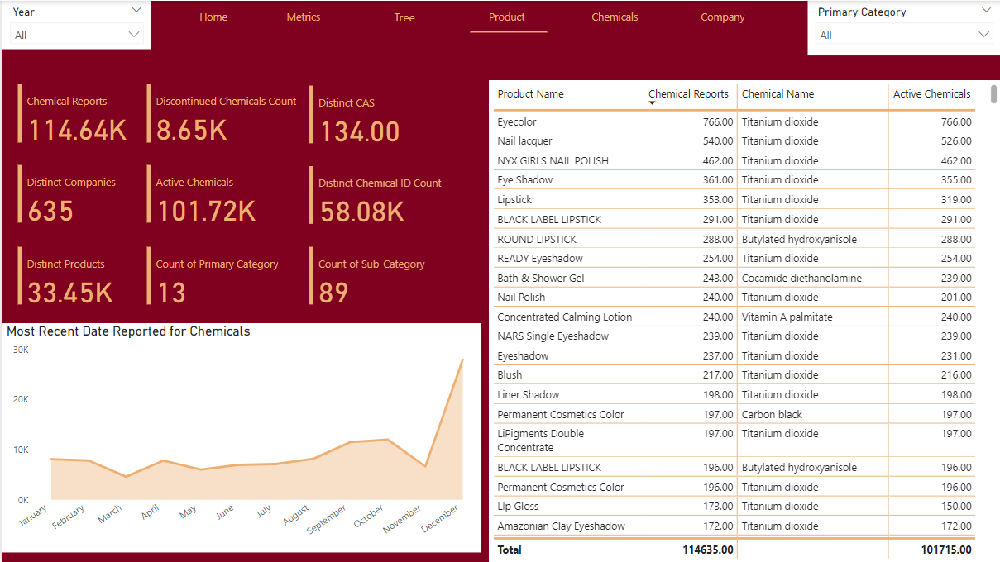 Year
All
Home Metrics Tree Product Chemicals Company
Primary Category
All
Chemical Reports
114.64K
Discontinued Chemicals Count
8.65K
Distinct CAS
134.00
Distinct Companies
635
Active Chemicals
101.72K
Distinct Chemical ID Count
58.08K
Distinct Products
33.45K
Count of Primary Category
13
Count of Sub-Category
89
Most Recent Date Reported for Chemicals
30K
20K
10K
0K
January February March April May June July August September October November December
Product Name Chemical Reports Chemical Name Active Chemicals
Eyecolor 766.00 Titanium dioxide 766.00
Nail lacquer 540.00 Titanium dioxide 526.00
NYX GIRLS NAIL POLISH 462.00 Titanium dioxide 462.00
Eye Shadow 361.00 Titanium dioxide 355.00
Lipstick 353.00 Titanium dioxide 319.00
BLACK LABEL LIPSTICK 291.00 Titanium dioxide 291.00
ROUND LIPSTICK 288.00 Butylated hydroxyanisole 288.00
READY Eyeshadow 254.00 Titanium dioxide 254.00
Bath & Shower Gel 243.00 Cocamide diethanolamine 239.00
Nail Polish 240.00 Titanium dioxide 201.00
Concentrated Calming Lotion 240.00 Vitamin A palmitate 240.00
NARS Single Eyeshadow 239.00 Titanium dioxide 239.00
Eyeshadow 237.00 Titanium dioxide 231.00
Blush 217.00 Titanium dioxide 216.00
Liner Shadow 198.00 Titanium dioxide 198.00
Permanent Cosmetics Color 197.00 Carbon black 197.00
LiPigments Double 197.00 Titanium dioxide 197.00
Concentrate
BLACK LABEL LIPSTICK 196.00 Butylated hydroxyanisole 196.00
Permanent Cosmetics Color 196.00 Titanium dioxide 196.00
LIp Gloss 173.00 Titanium dioxide 150.00
Amazonian Clay Eyeshadow 172.00 Titanium dioxide 172.00
Total 114635.00 101715.00